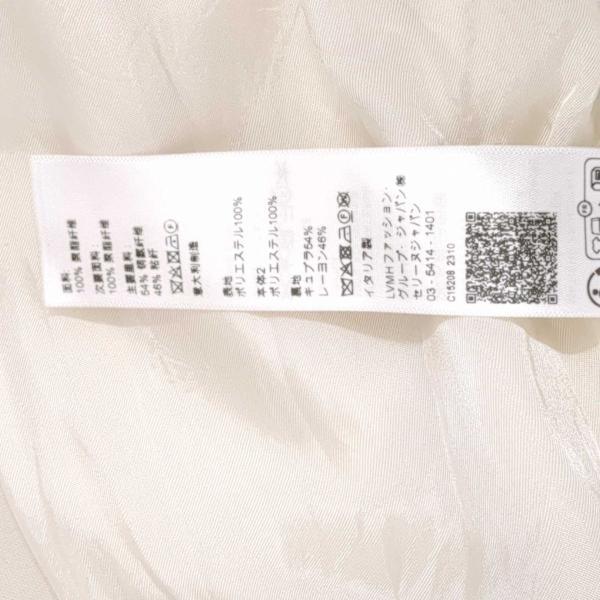 面料:
100% 聚酯纤维
次要面料:
100% 聚酯纤维
主要里料:
54% 铜氨纤维
46% 粘纤
意大利制造
表地
ポリエステル100%
本体2
ポリエステル100%
裏地
キュプラ54%
レーヨン46%
イタリア製
LVMHファッション・
グループ・ジャパン㈱
セリーヌジャパン
03-5414-1401
C15208 2310